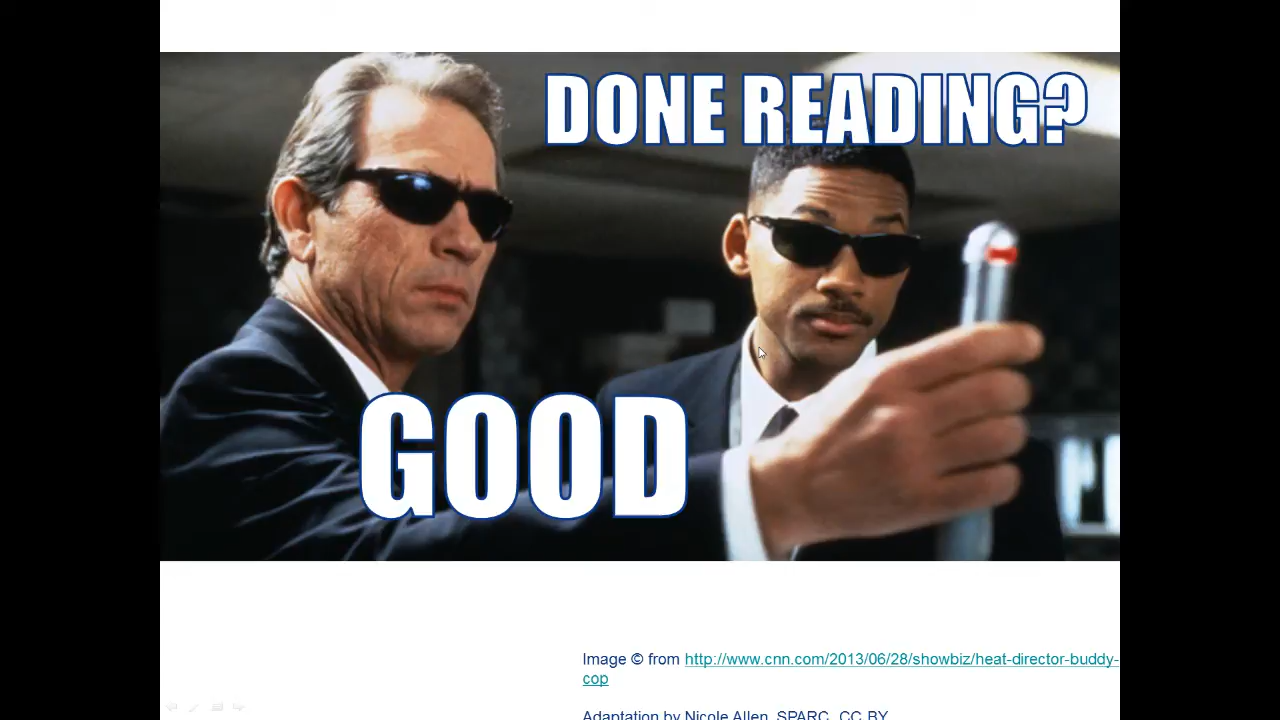 DONE READING?
GOOD
Image © from http://www.cnn.com/2013/06/28/showbiz/heat-director-buddy-
cop
Adaptation by Nicole Allen, SPARC, CC BY